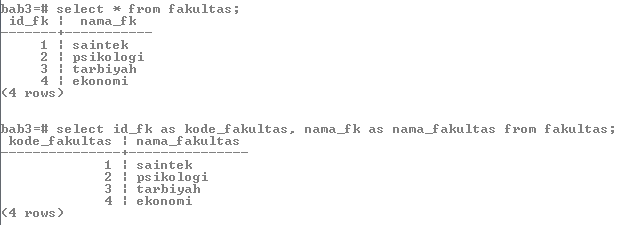 bab3=# select * from fakultas;
 id_fk ¦  nama_fk
-------+-----------
     1 ¦ saintek
     2 ¦ psikologi
     3 ¦ tarbiyah
     4 ¦ ekonomi
(4 rows)
bab3=# select id_fk as kode_fakultas, nama_fk as nama_fakultas from fakultas;
 kode_fakultas ¦ nama_fakultas
---------------+---------------
             1 ¦ saintek
             2 ¦ psikologi
             3 ¦ tarbiyah
             4 ¦ ekonomi
(4 rows)